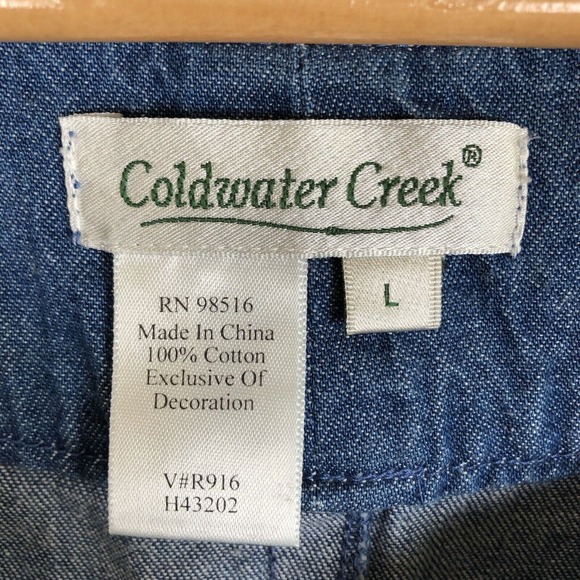 Coldwater Creek®
L
RN 98516
Made In China
100% Cotton
Exclusive Of
Decoration
V#R916
H43202